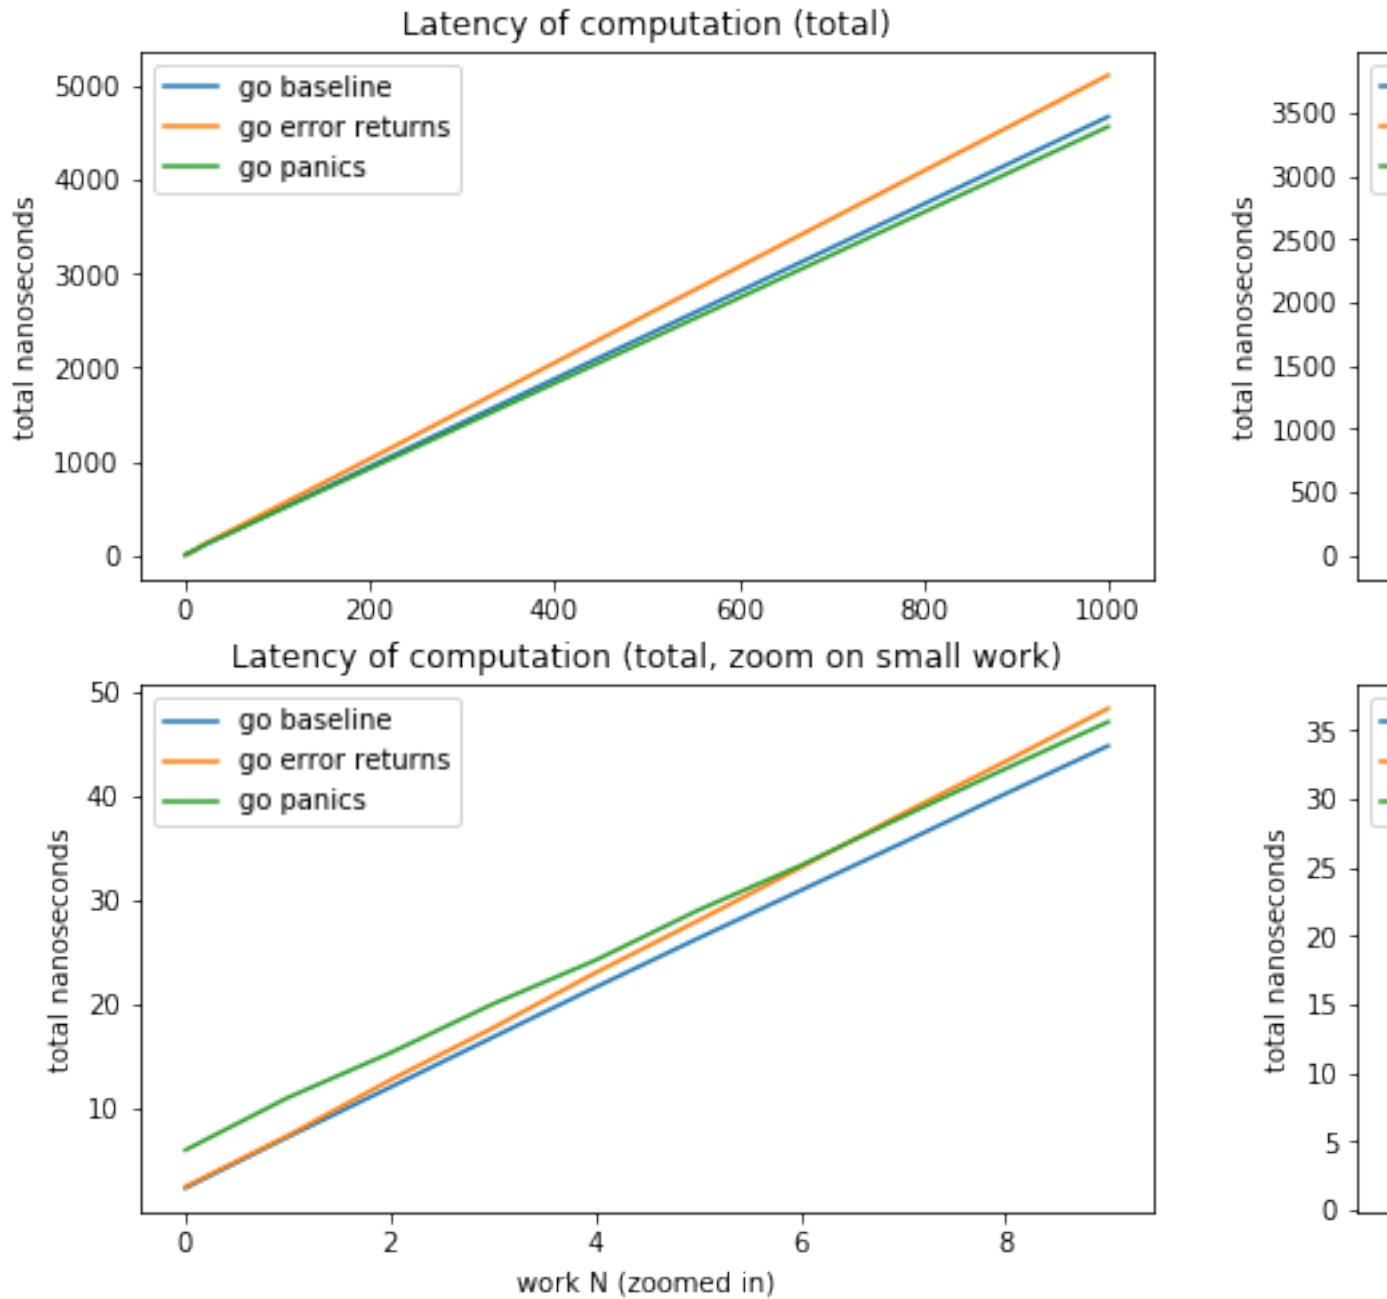 Latency of computation (total)
go baseline
go error returns
go panics
total nanoseconds
5000
4000
3000
2000
1000
0
0 200 400 600 800 1000
total nanoseconds
3500
3000
2500
2000
1500
1000
500
0
Latency of computation (total, zoom on small work)
go baseline
go error returns
go panics
total nanoseconds
50
40
30
20
10
0 2 4 6 8
work N (zoomed in)
total nanoseconds
35
30
25
20
15
10
5
0